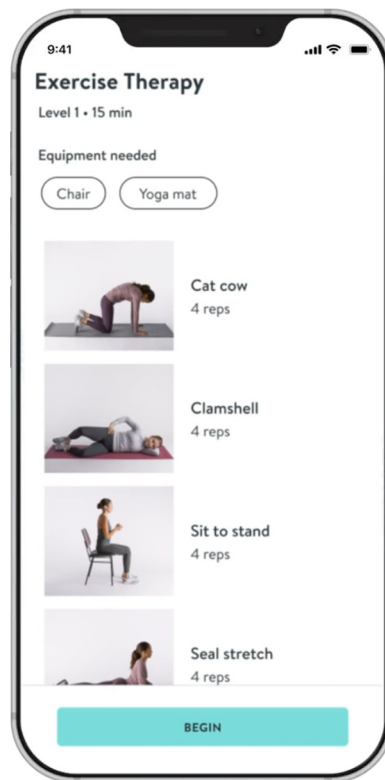 9:41
Exercise Therapy
Level 1 • 15 min
Equipment needed
Chair Yoga mat
Cat cow
4 reps
Clamshell
4 reps
Sit to stand
4 reps
Seal stretch
4 reps
BEGIN